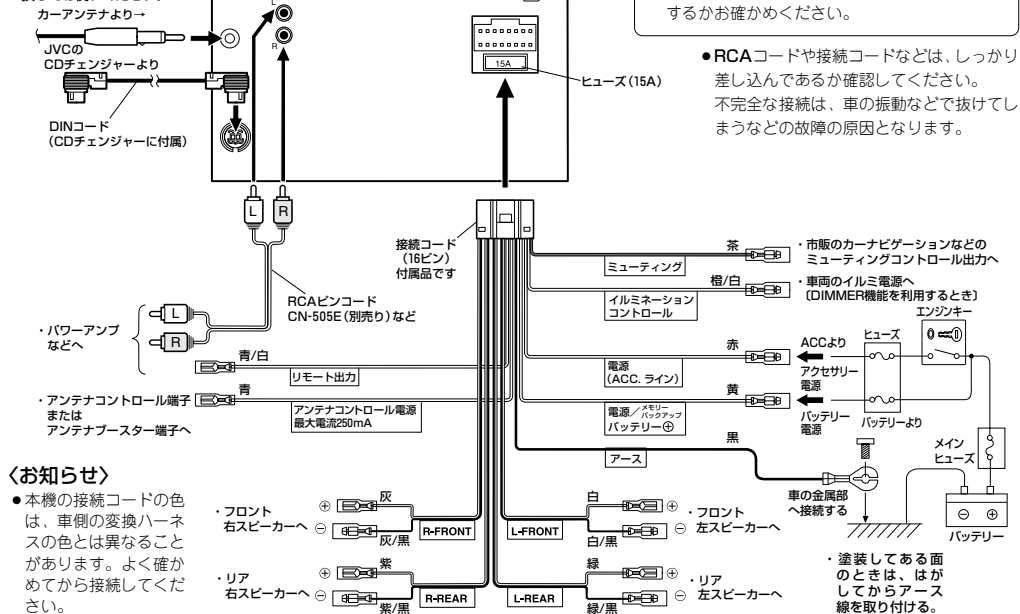 カーアンテナより→
JVCの
CDチェンジャーより
DINコード
(CDチェンジャーに付属)
L
R
15A
ヒューズ(15A)
するかお確かめください。
●RCAコードや接続コードなどは、しっかり
差し込んであるか確認してください。
不完全な接続は、車の振動などで抜けてし
まうなどの故障の原因となります。
L
R
接続コード
(16ピン)
付属品です
RCAピンコード
CN-505E(別売り)など
・パワーアンプ
などへ
L
R
青/白
リモート出力
青
・アンテナコントロール端子
または
アンテナブースター端子へ
アンテナコントロール電源
最大電流250mA
茶
ミューティング
・市販のカーナビゲーションなどの
ミューティングコントロール出力へ
橙/白
イルミネーション
コントロール
・車両のイルミ電源へ
〔DIMMER機能を利用するとき〕
エンジンキー
ヒューズ
赤
電源
(ACC. ライン)
ACCより
アクセサリー
電源
黄
電源/メモリーバックアップ
バッテリー⊕
バッテリー
電源
バッテリーより
黒
アース
車の金属部
へ接続する
メイン
ヒューズ
⊖ ⊕
バッテリー
・塗装してある面
のときは、はが
してからアース
線を取り付ける。
〈お知らせ〉
●本機の接続コードの色
は、車側の変換ハーネ
スの色とは異なること
があります。よく確か
めてから接続してくだ
さい。
・フロント
右スピーカーへ
⊕ 灰
⊖ 灰/黒
R-FRONT
L-FRONT
白 ⊕
白/黒 ⊖
・フロント
左スピーカーへ
・リア
右スピーカーへ
⊕ 紫
⊖ 紫/黒
R-REAR
L-REAR
緑 ⊕
緑/黒 ⊖
・リア
左スピーカーへ